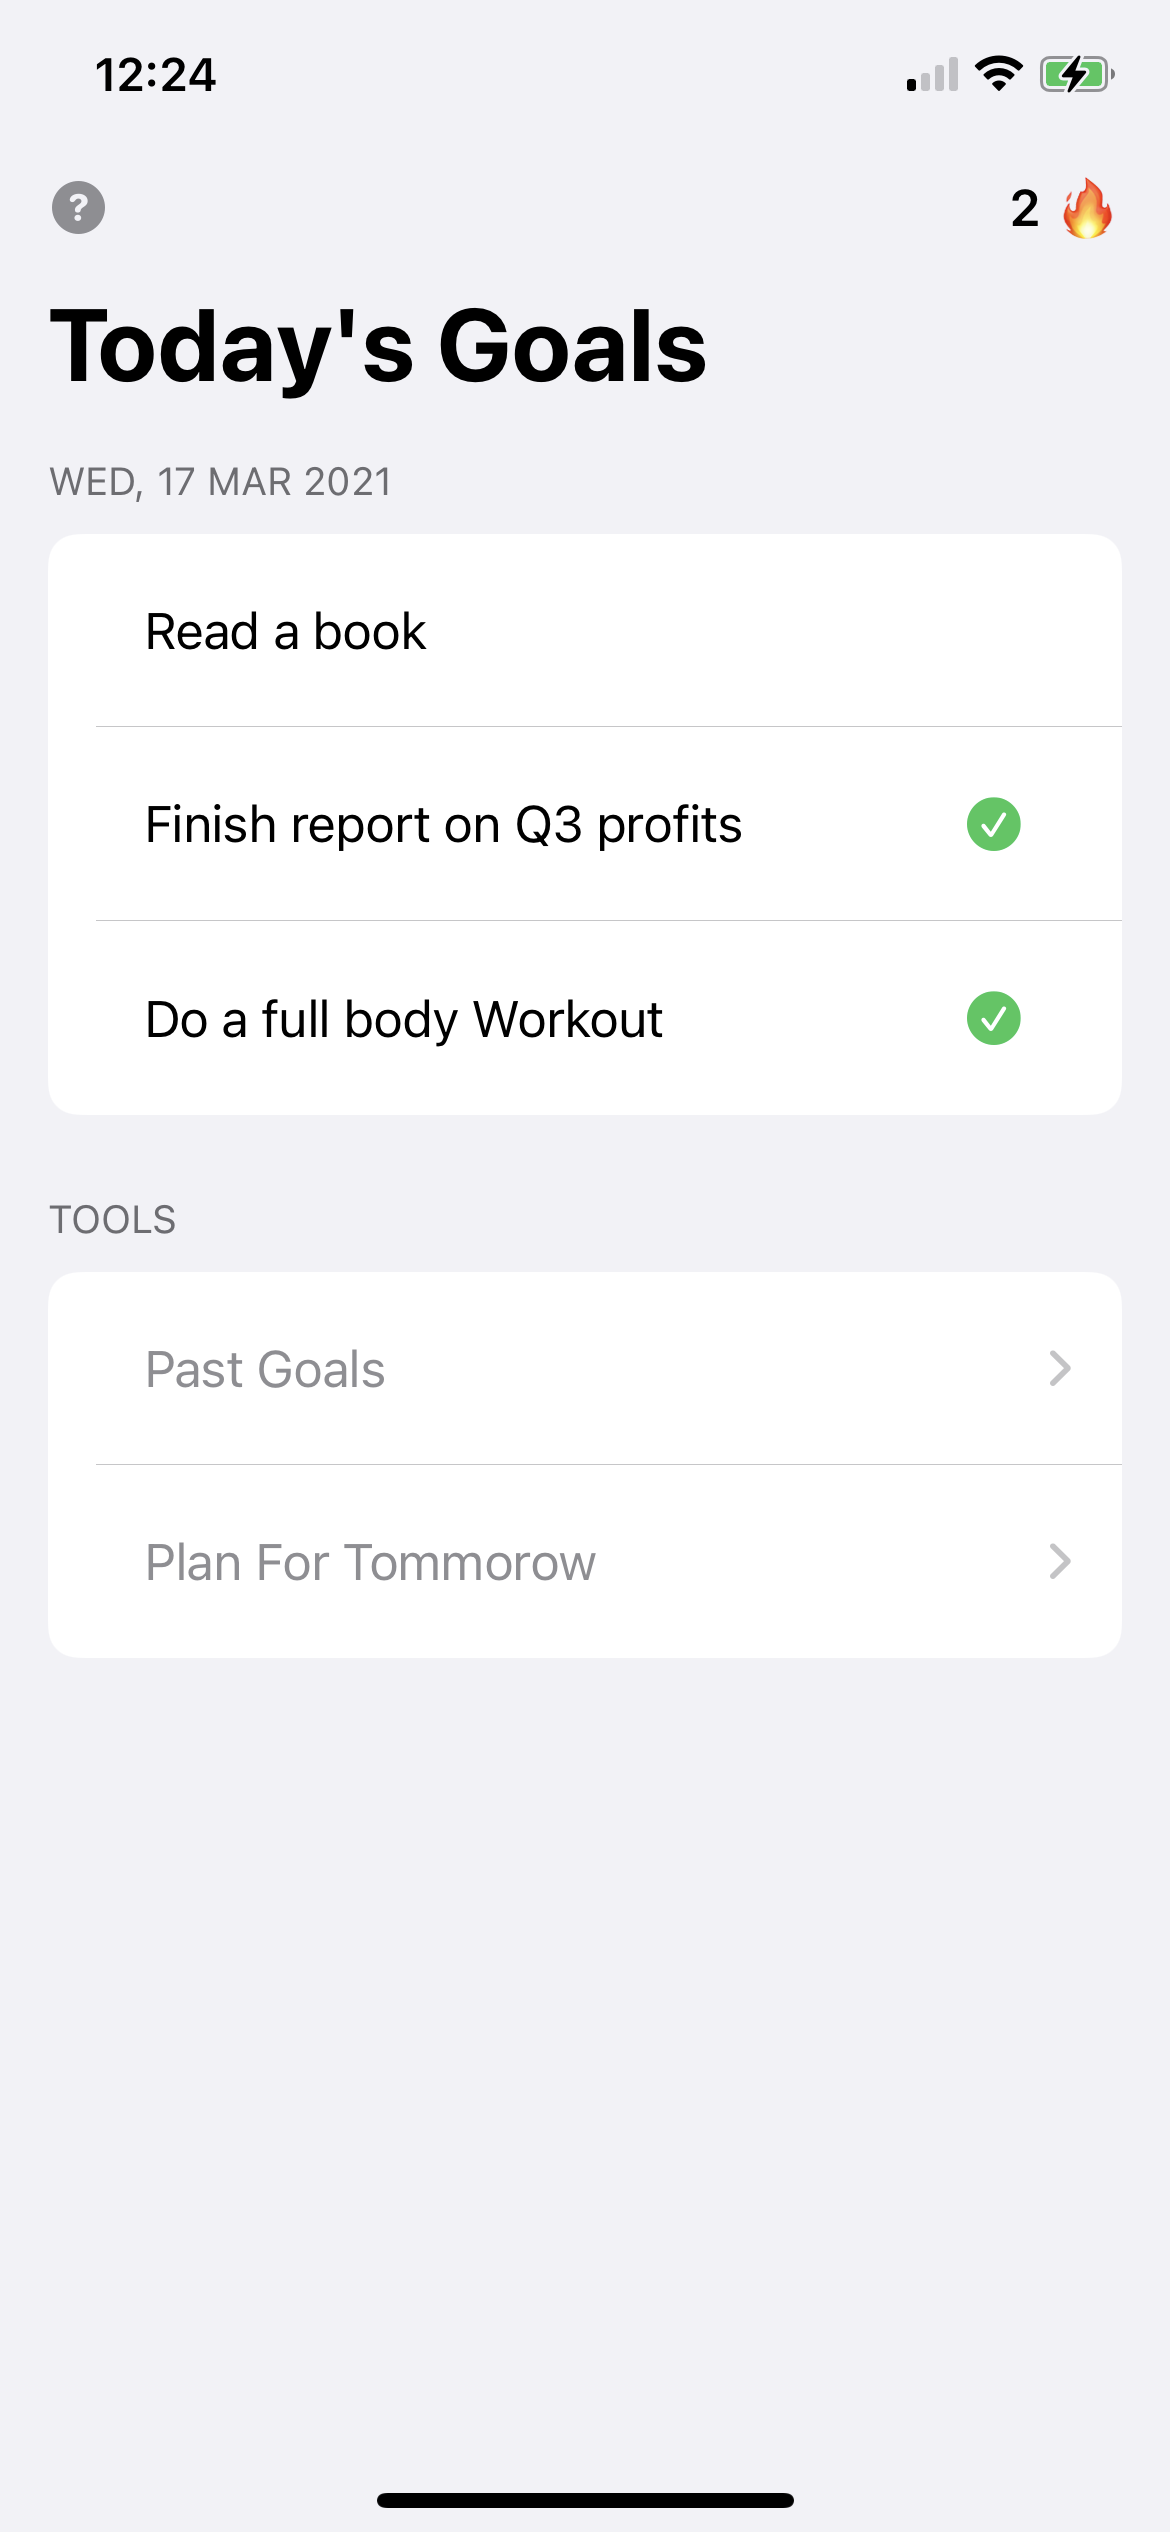 12:24
?
2 🔥
Today's Goals
WED, 17 MAR 2021
Read a book
Finish report on Q3 profits
Do a full body Workout
TOOLS
Past Goals
Plan For Tommorow